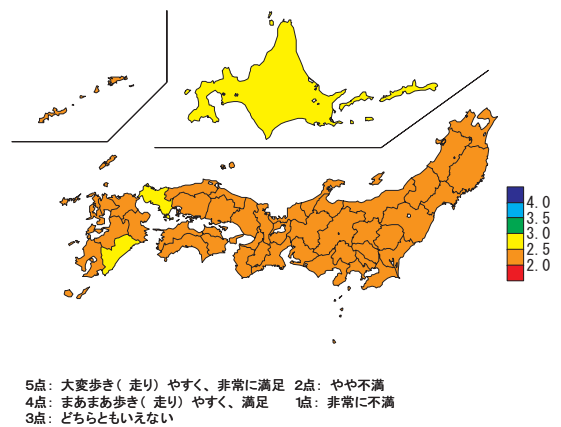 4.0
3.5
3.0
2.5
2.0
5点： 大変歩き（ 走り） やすく、 非常に満足 2点： やや不満
4点： まあまあ歩き（ 走り） やすく、 満足 1点： 非常に不満
3点： どちらともいえない